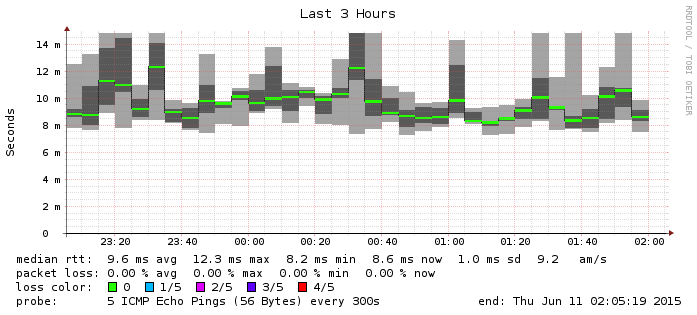 Last 3 Hours
RRDTOOL / TOBI OETIKER
Seconds
14 m
12 m
10 m
8 m
6 m
4 m
2 m
0
23:20 23:40 00:00 00:20 00:40 01:00 01:20 01:40 02:00
median rtt: 9.6 ms avg 12.3 ms max 8.2 ms min 8.6 ms now 1.0 ms sd 9.2 am/s
packet loss: 0.00 % avg 0.00 % max 0.00 % min 0.00 % now
loss color: 0 1/5 2/5 3/5 4/5
probe: 5 ICMP Echo Pings (56 Bytes) every 300s end: Thu Jun 11 02:05:19 2015